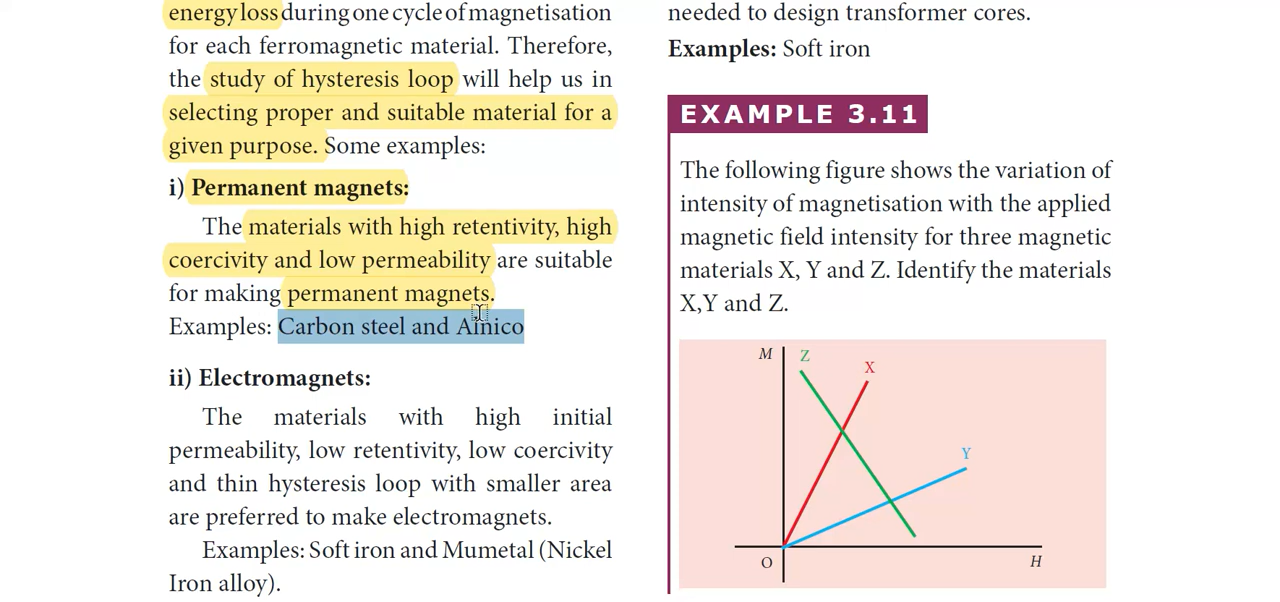 energy loss during one cycle of magnetisation
for each ferromagnetic material. Therefore,
the study of hysteresis loop will help us in
selecting proper and suitable material for a
given purpose. Some examples:
i) Permanent magnets:
The materials with high retentivity, high
coercivity and low permeability are suitable
for making permanent magnets.
Examples: Carbon steel and Alnico
ii) Electromagnets:
The materials with high initial
permeability, low retentivity, low coercivity
and thin hysteresis loop with smaller area
are preferred to make electromagnets.
Examples: Soft iron and Mumetal (Nickel
Iron alloy).
needed to design transformer cores.
Examples: Soft iron
EXAMPLE 3.11
The following figure shows the variation of
intensity of magnetisation with the applied
magnetic field intensity for three magnetic
materials X, Y and Z. Identify the materials
X,Y and Z.
M
Z
X
Y
O
H